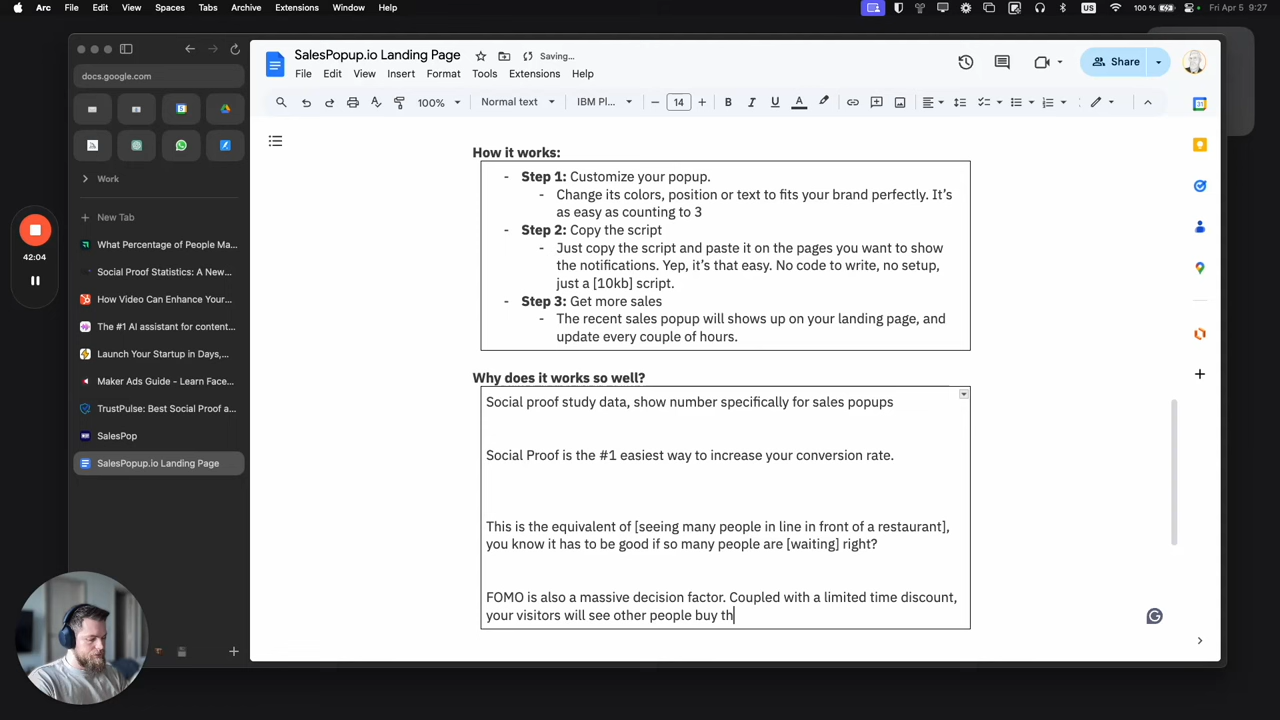 Arc File Edit View Spaces Tabs Archive Extensions Window Help
100 % Fri Apr 5 9:27
US
docs.google.com
Work
New Tab
What Percentage of People Ma...
Social Proof Statistics: A New...
How Video Can Enhance Your...
The #1 AI assistant for content...
Launch Your Startup in Days,...
Maker Ads Guide - Learn Face...
TrustPulse: Best Social Proof a...
SalesPop
SalesPopup.io Landing Page
42:04
SalesPopup.io Landing Page
Saving...
File Edit View Insert Format Tools Extensions Help
Share
100% Normal text IBM Pl... 14 B I U A
How it works:
- Step 1: Customize your popup.
- Change its colors, position or text to fits your brand perfectly. It’s
as easy as counting to 3
- Step 2: Copy the script
- Just copy the script and paste it on the pages you want to show
the notifications. Yep, it’s that easy. No code to write, no setup,
just a [10kb] script.
- Step 3: Get more sales
- The recent sales popup will shows up on your landing page, and
update every couple of hours.
Why does it works so well?
Social proof study data, show number specifically for sales popups
Social Proof is the #1 easiest way to increase your conversion rate.
This is the equivalent of [seeing many people in line in front of a restaurant],
you know it has to be good if so many people are [waiting] right?
FOMO is also a massive decision factor. Coupled with a limited time discount,
your visitors will see other people buy th